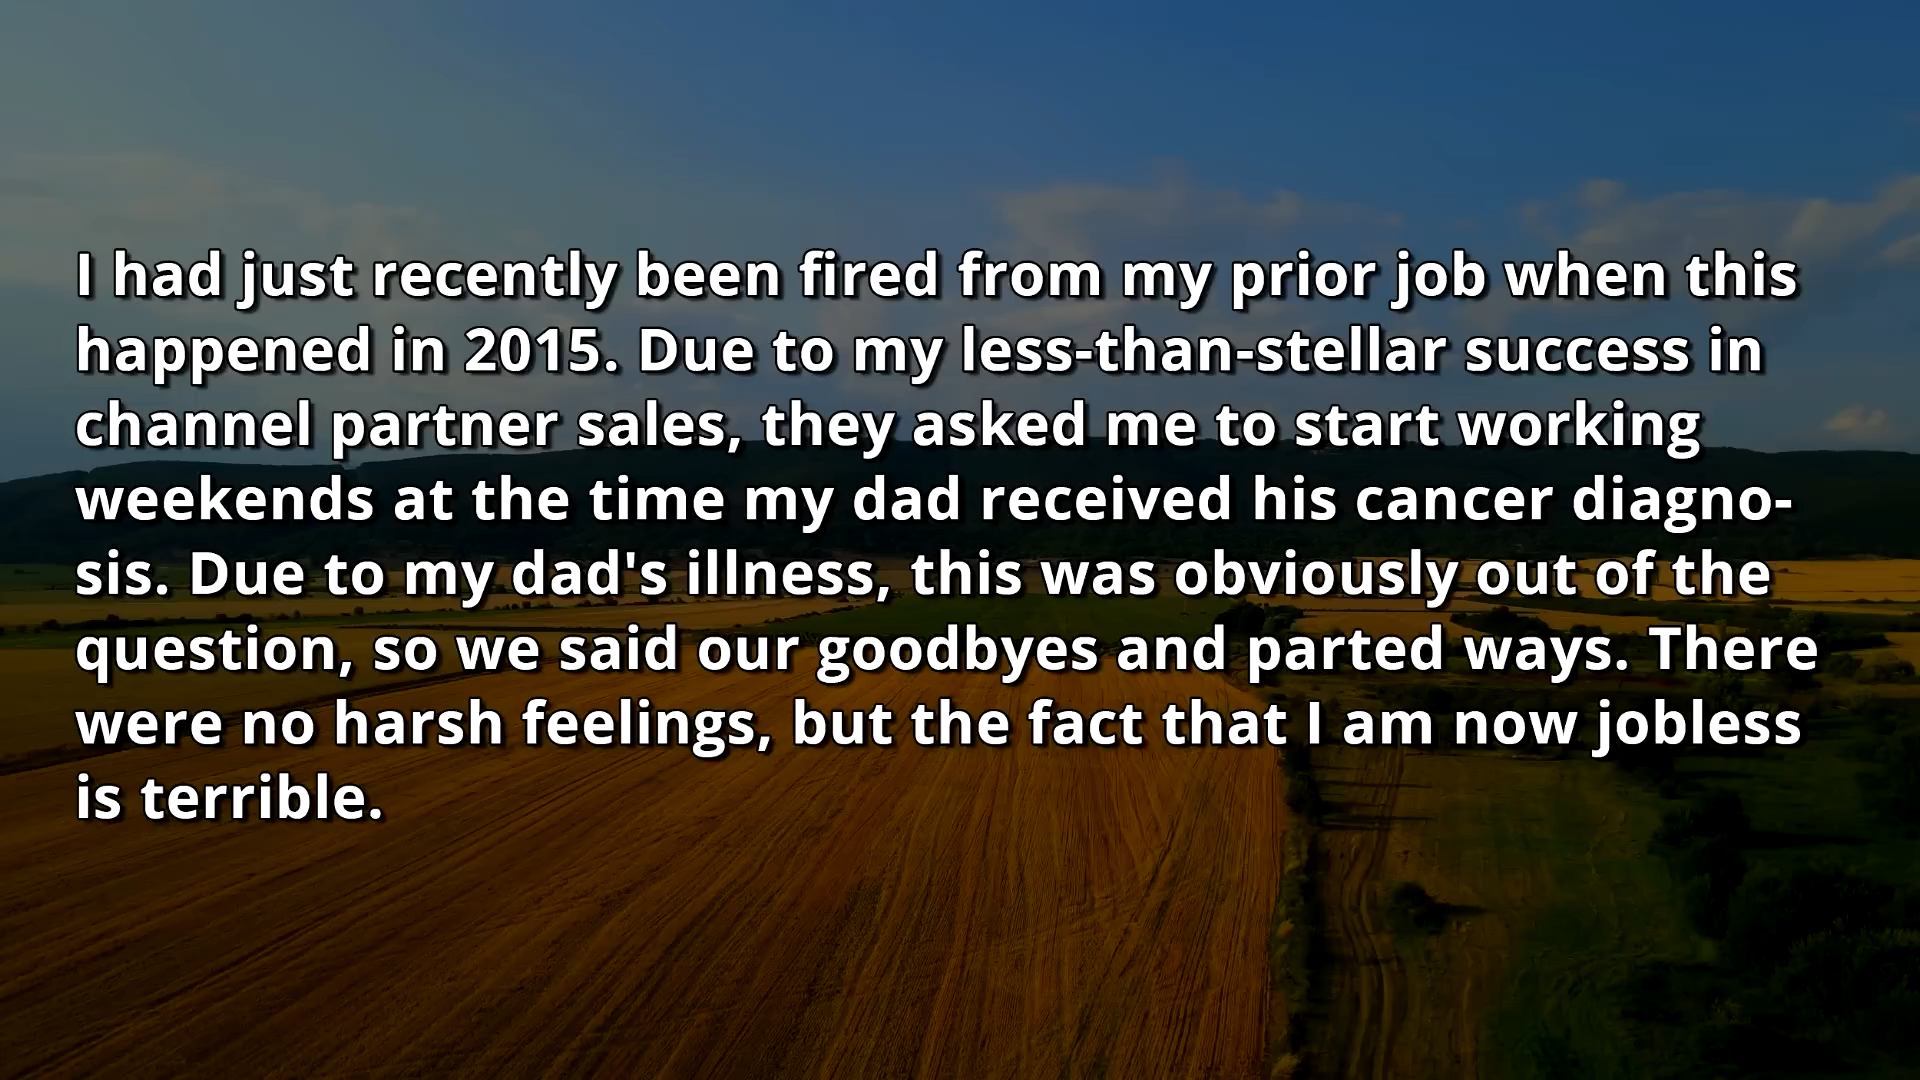 I had just recently been fired from my prior job when this
happened in 2015. Due to my less-than-stellar success in
channel partner sales, they asked me to start working
weekends at the time my dad received his cancer diagno-
sis. Due to my dad's illness, this was obviously out of the
question, so we said our goodbyes and parted ways. There
were no harsh feelings, but the fact that I am now jobless
is terrible.